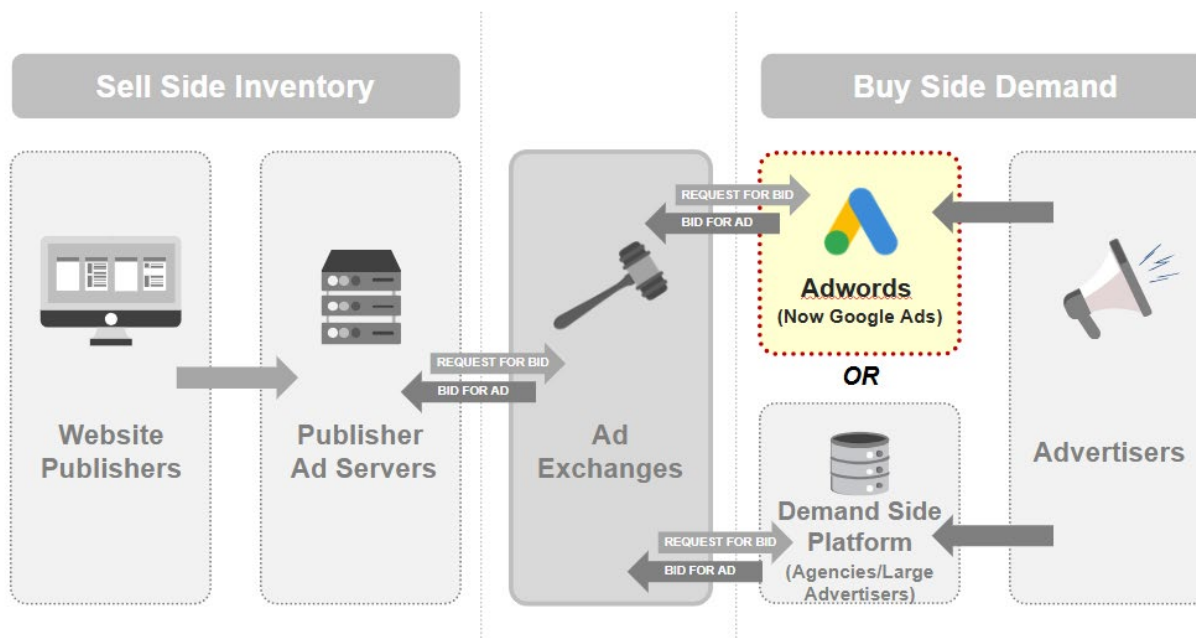 Sell Side Inventory
Buy Side Demand
Website
Publishers
Publisher
Ad Servers
REQUEST FOR BID
BID FOR AD
Ad
Exchanges
REQUEST FOR BID
BID FOR AD
Adwords
(Now Google Ads)
OR
REQUEST FOR BID
BID FOR AD
Demand Side
Platform
(Agencies/Large
Advertisers)
Advertisers